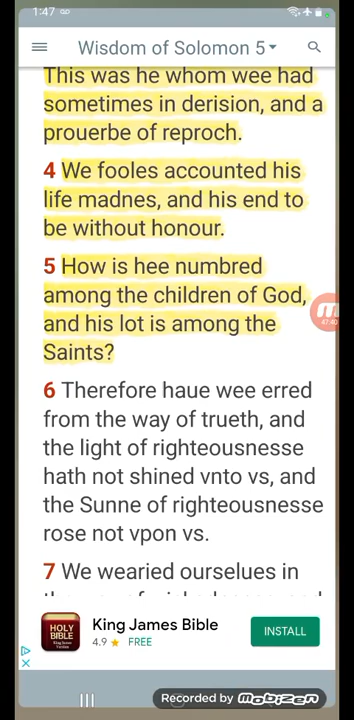 1:47
Wisdom of Solomon 5
This was he whom wee had
sometimes in derision, and a
prouerbe of reproch.
4 We fooles accounted his
life madnes, and his end to
be without honour.
5 How is hee numbred
among the children of God,
and his lot is among the
Saints?
47:40
6 Therefore haue wee erred
from the way of trueth, and
the light of righteousnesse
hath not shined vnto vs, and
the Sunne of righteousnesse
rose not vpon vs.
7 We wearied ourselues in
HOLY
BIBLE
King James Bible
4.9 ★ FREE
INSTALL
Recorded by mobizen